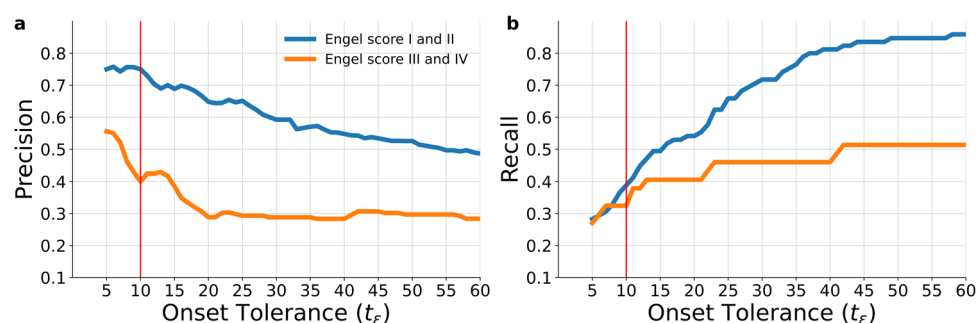 a
Engel score I and II
Engel score III and IV
Precision
0.8
0.7
0.6
0.5
0.4
0.3
0.2
0.1
5 10 15 20 25 30 35 40 45 50 55 60
Onset Tolerance (tε)
b
Recall
0.8
0.7
0.6
0.5
0.4
0.3
0.2
0.1
5 10 15 20 25 30 35 40 45 50 55 60
Onset Tolerance (tε)